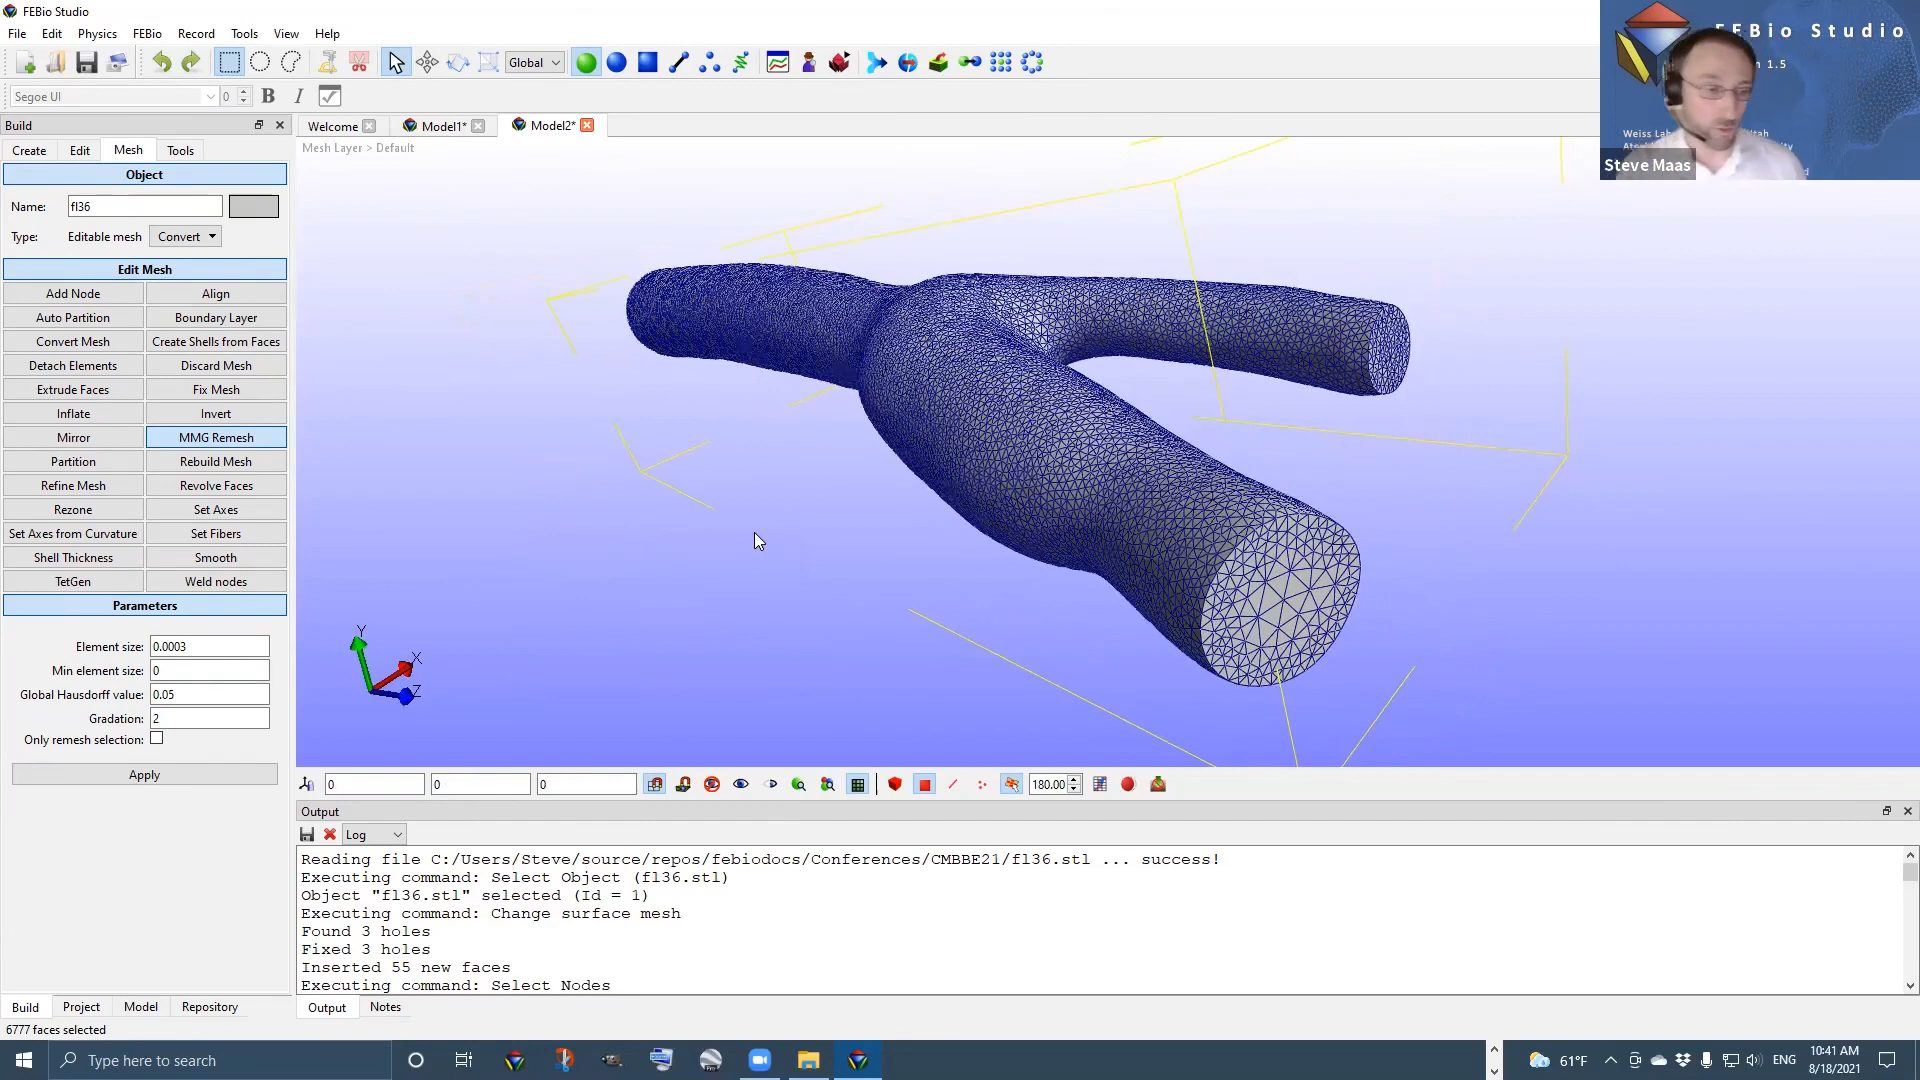 FEBio Studio
File Edit Physics FEBio Record Tools View Help
Global
Segoe UI 0 B I
Build
Welcome Model1* Model2*
Create Edit Mesh Tools
Mesh Layer > Default
Object
Name: fl36
Type: Editable mesh Convert
Edit Mesh
Add Node Align
Auto Partition Boundary Layer
Convert Mesh Create Shells from Faces
Detach Elements Discard Mesh
Extrude Faces Fix Mesh
Inflate Invert
Mirror MMG Remesh
Partition Rebuild Mesh
Refine Mesh Revolve Faces
Rezone Set Axes
Set Axes from Curvature Set Fibers
Shell Thickness Smooth
TetGen Weld nodes
Parameters
Element size: 0.0003
Min element size: 0
Global Hausdorff value: 0.05
Gradation: 2
Only remesh selection:
Apply
Y
X
Z
FEBio Studio
1.5
Weiss Lab
Steve Maas
0 0 0 180.00
Output
Log
Reading file C:/Users/Steve/source/repos/febiodocs/Conferences/CMBBE21/fl36.stl ... success!
Executing command: Select Object (fl36.stl)
Object "fl36.stl" selected (Id = 1)
Executing command: Change surface mesh
Found 3 holes
Fixed 3 holes
Inserted 55 new faces
Executing command: Select Nodes
Build Project Model Repository
Output Notes
6777 faces selected
Type here to search
61°F ENG 10:41 AM
8/18/2021